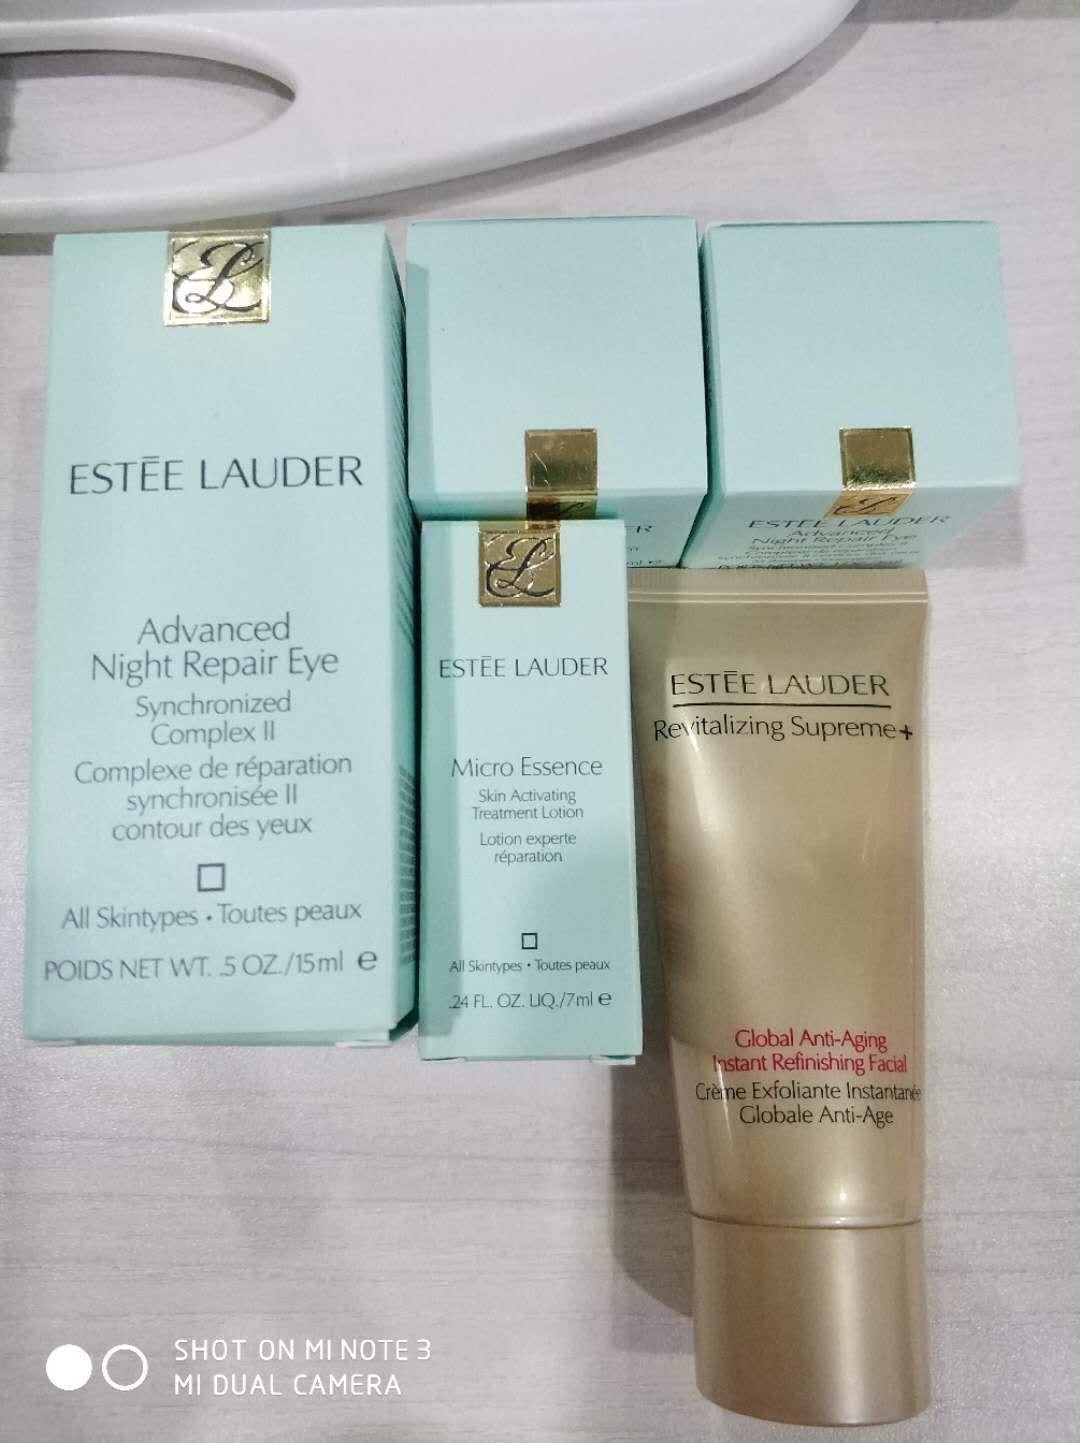 ESTĒE LAUDER
Advanced
Night Repair Eye
Synchronized
Complex II
Complexe de réparation
synchronisée II
contour des yeux
All Skintypes • Toutes peaux
POIDS NET WT. .5 OZ./15ml e
ESTĒE LAUDER
Micro Essence
Skin Activating
Treatment Lotion
Lotion experte
réparation
All Skintypes • Toutes peaux
.24 FL. OZ. LIQ./7ml e
ESTĒE LAUDER
Advanced
Night Repair Eye
Synchronized Complex II
ESTĒE LAUDER
Revitalizing Supreme+
Global Anti-Aging
Instant Refinishing Facial
Crème Exfoliante Instantanée
Globale Anti-Age
SHOT ON MI NOTE 3
MI DUAL CAMERA